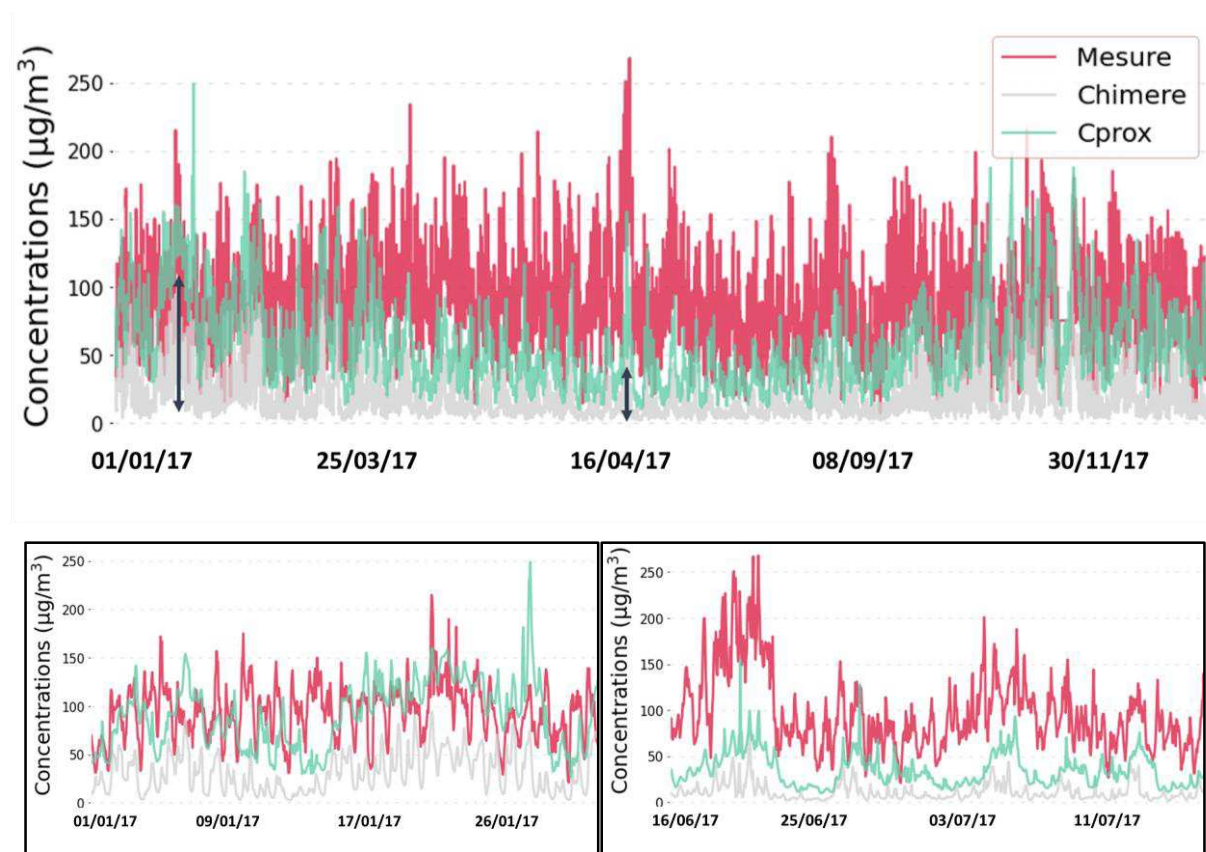 Concentrations (µg/m³)
250
200
150
100
50
0
Mesure
Chimere
Cprox
01/01/17 25/03/17 16/04/17 08/09/17 30/11/17
Concentrations (µg/m³)
250
200
150
100
50
0
01/01/17 09/01/17 17/01/17 26/01/17
Concentrations (µg/m³)
250
200
150
100
50
0
16/06/17 25/06/17 03/07/17 11/07/17